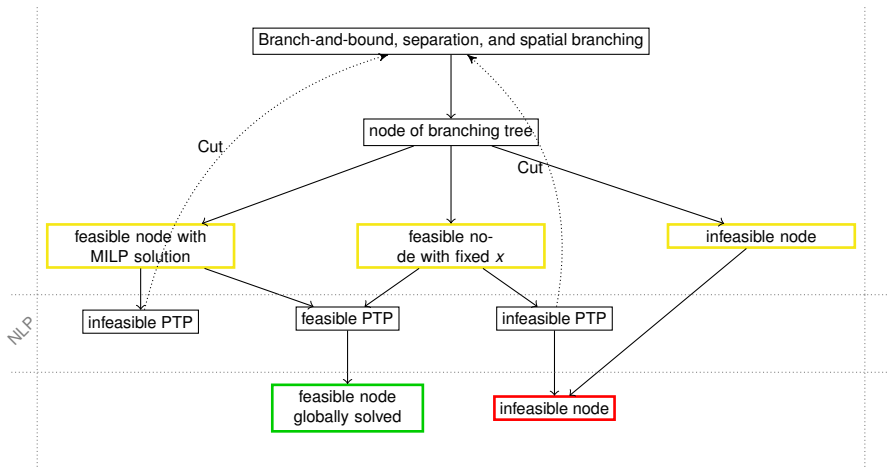 Branch-and-bound, separation, and spatial branching
node of branching tree
Cut
Cut
feasible node with
MILP solution
feasible no-
de with fixed x
infeasible node
NLP
infeasible PTP
feasible PTP
infeasible PTP
feasible node
globally solved
infeasible node